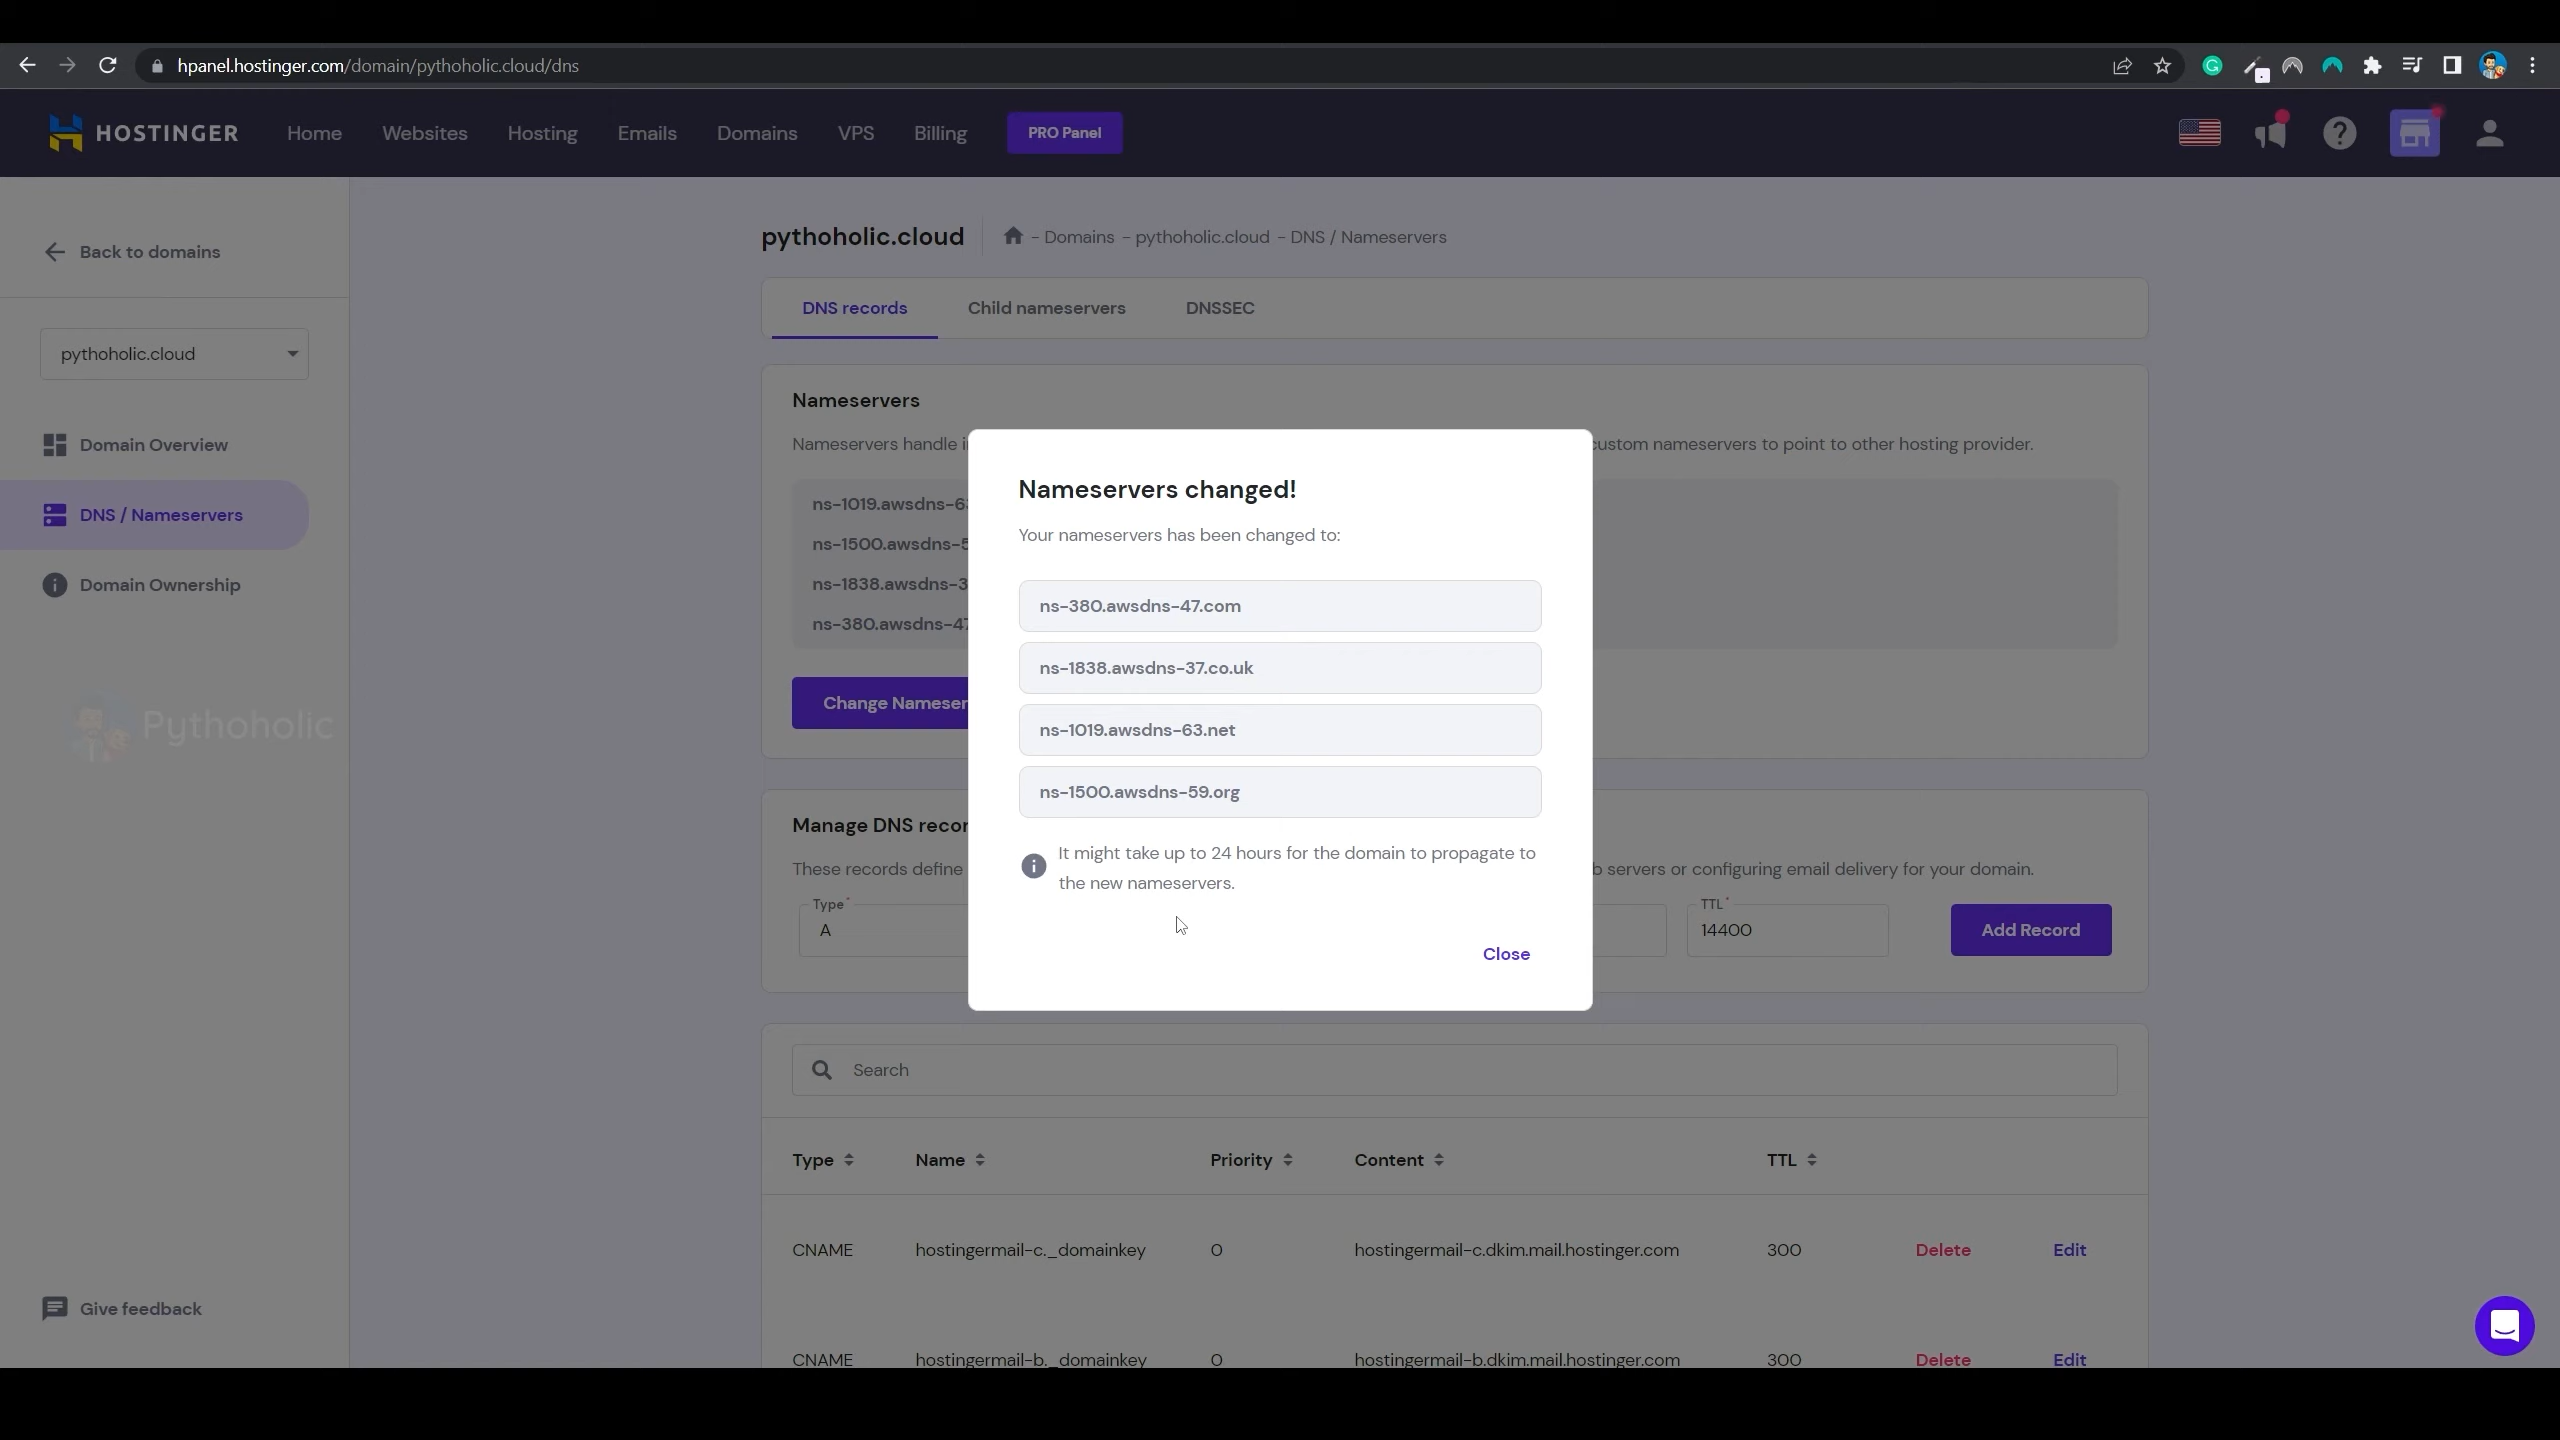 hpanel.hostinger.com/domain/pythoholic.cloud/dns
HOSTINGER
Home
Websites
Hosting
Emails
Domains
VPS
Billing
PRO Panel
Back to domains
pythoholic.cloud
Domain Overview
DNS / Nameservers
Domain Ownership
Pythoholic
Give feedback
pythoholic.cloud
- Domains - pythoholic.cloud - DNS / Nameservers
DNS records
Child nameservers
DNSSEC
Nameservers
Nameservers handle
custom nameservers to point to other hosting provider.
ns-1019.awsdns-6
ns-1500.awsdns-5
ns-1838.awsdns-3
ns-380.awsdns-47
Change Nameser
Nameservers changed!
Your nameservers has been changed to:
ns-380.awsdns-47.com
ns-1838.awsdns-37.co.uk
ns-1019.awsdns-63.net
ns-1500.awsdns-59.org
It might take up to 24 hours for the domain to propagate to
the new nameservers.
Close
Manage DNS recor
These records define
b servers or configuring email delivery for your domain.
Type *
A
TTL *
14400
Add Record
Search
Type
Name
Priority
Content
TTL
CNAME
hostingermail-c._domainkey
0
hostingermail-c.dkim.mail.hostinger.com
300
Delete
Edit
CNAME
hostingermail-b._domainkey
0
hostingermail-b.dkim.mail.hostinger.com
300
Delete
Edit